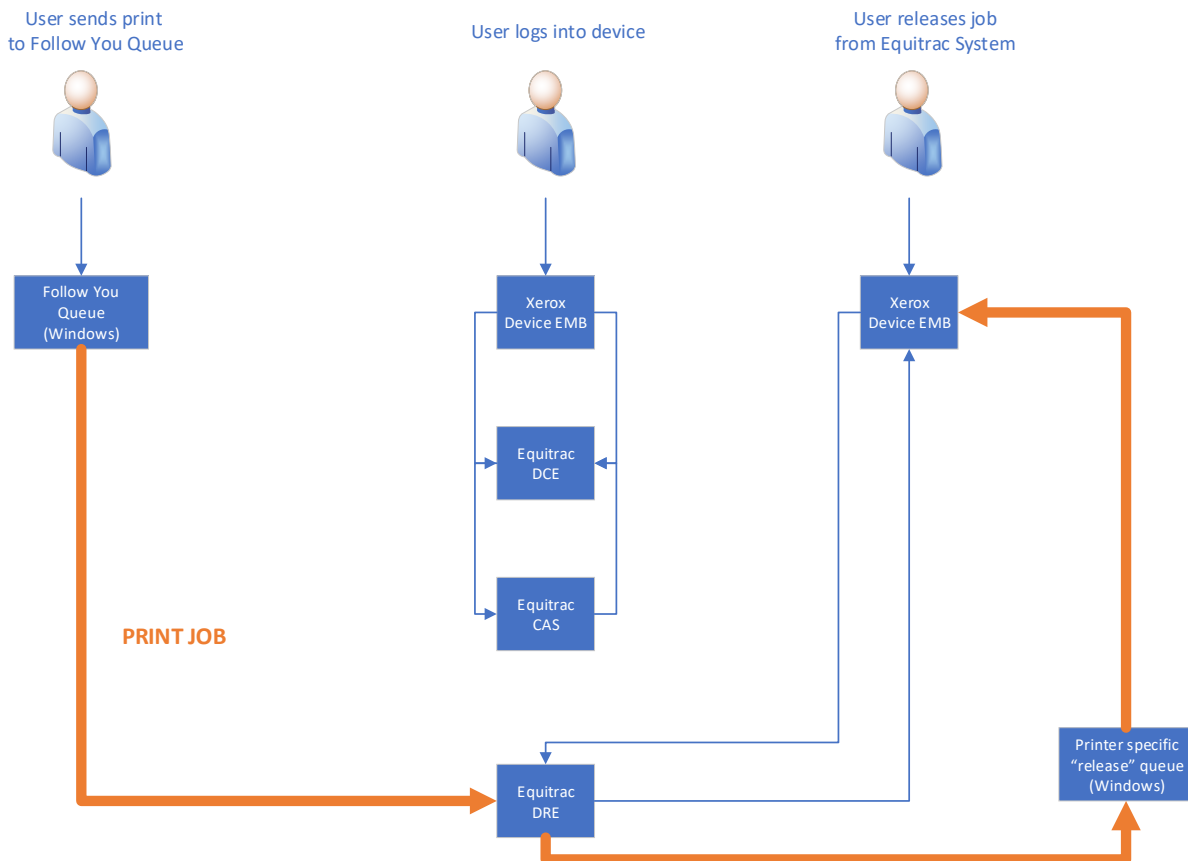 User sends print
to Follow You Queue
User logs into device
User releases job
from Equitrac System
Follow You
Queue
(Windows)
Xerox
Device EMB
Xerox
Device EMB
Equitrac
DCE
Equitrac
CAS
PRINT JOB
Printer specific
“release” queue
(Windows)
Equitrac
DRE